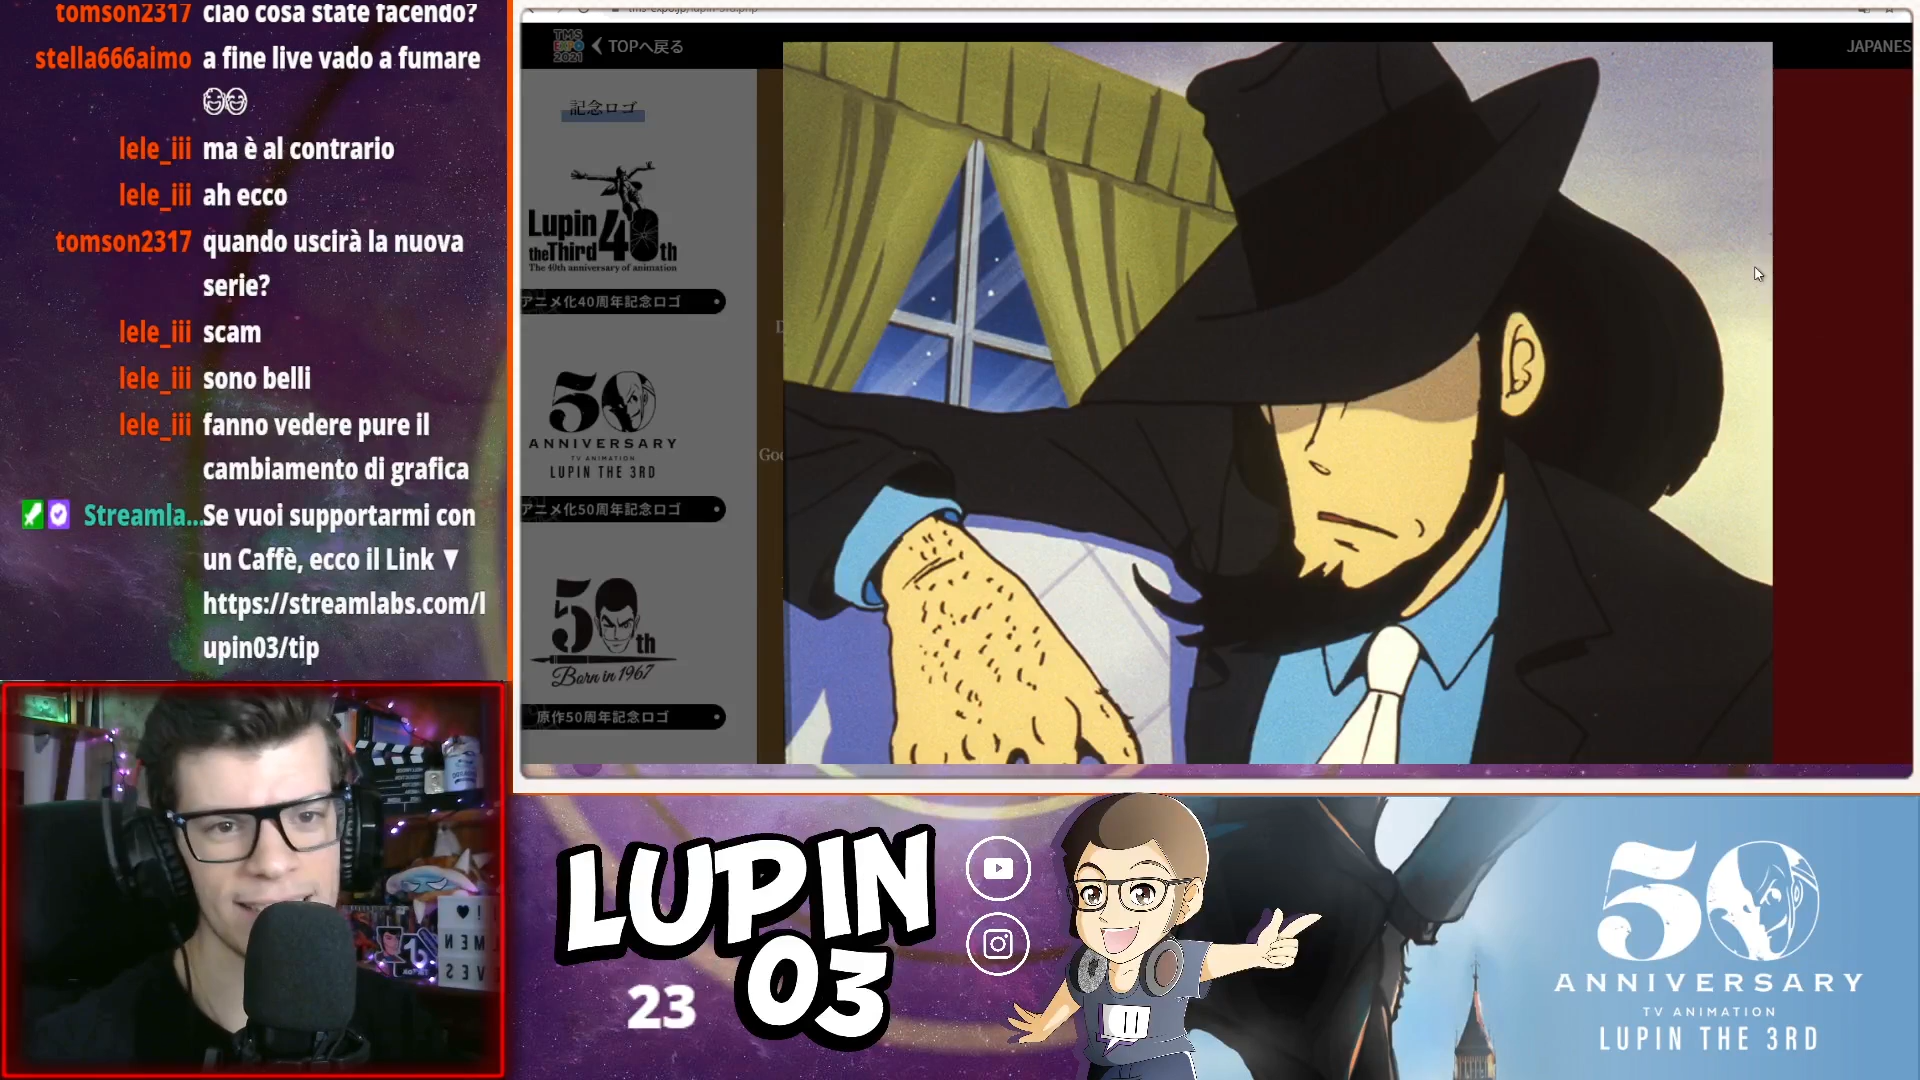 tomson2317 ciao cosa state facendo?
stella666aimo a fine live vado a fumare
😂😂
lele_iii ma è al contrario
lele_iii ah ecco
tomson2317 quando uscirà la nuova
serie?
lele_iii scam
lele_iii sono belli
lele_iii fanno vedere pure il
cambiamento di grafica
Streamla... Se vuoi supportarmi con
un Caffè, ecco il Link ▼
https://streamlabs.com/l
upin03/tip
TMS
EXPO
2021
TOPへ戻る
JAPANES
記念ロゴ
Lupin
the Third 40th
The 40th anniversary of animation
アニメ化40周年記念ロゴ
50
ANNIVERSARY
TV ANIMATION
LUPIN THE 3RD
アニメ化50周年記念ロゴ
50th
Born in 1967
原作50周年記念ロゴ
LUPIN
03
23
50
ANNIVERSARY
TV ANIMATION
LUPIN THE 3RD